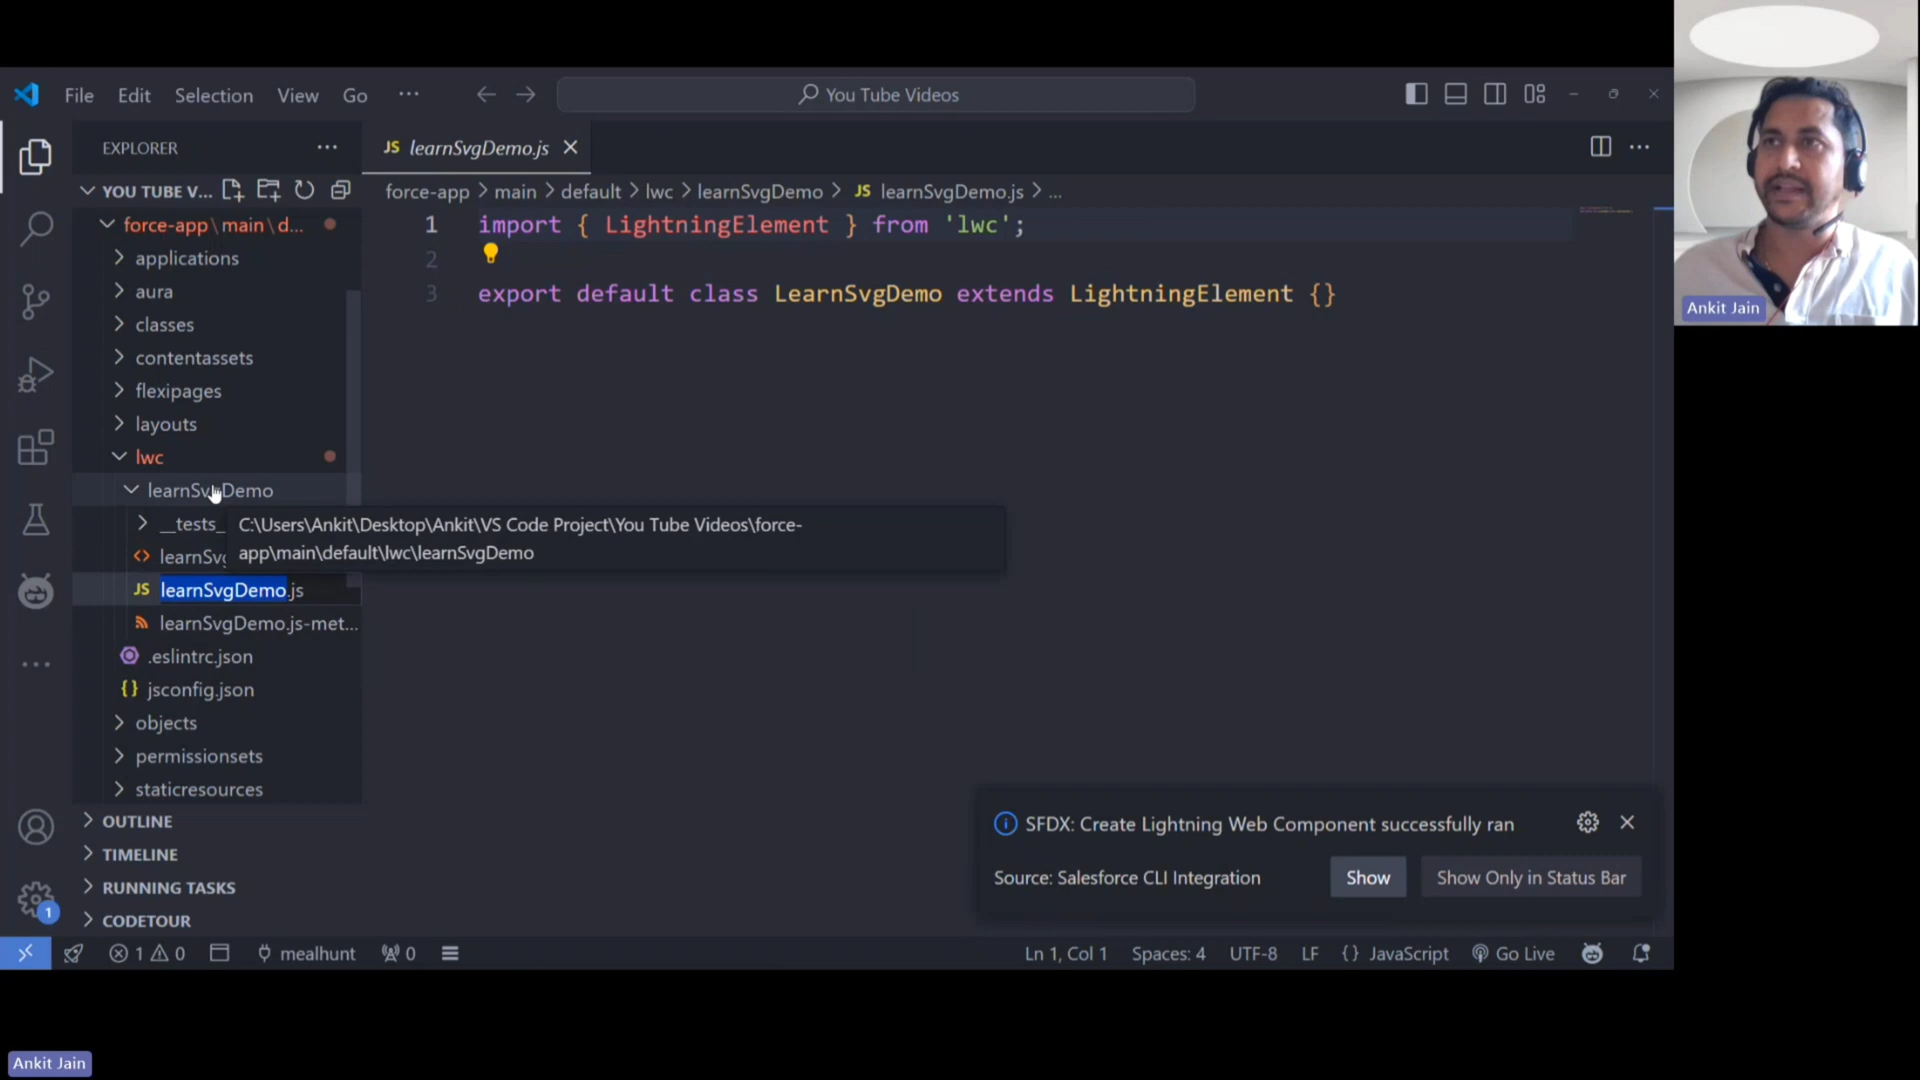 File Edit Selection View Go ··· You Tube Videos
EXPLORER ···
YOU TUBE V...
force-app\main\d...
applications
aura
classes
contentassets
flexipages
layouts
lwc
learnSvgDemo
__tests_
learnSvg
learnSvgDemo.js
learnSvgDemo.js-met...
.eslintrc.json
jsconfig.json
objects
permissionsets
staticresources
OUTLINE
TIMELINE
RUNNING TASKS
CODETOUR
C:\Users\Ankit\Desktop\Ankit\VS Code Project\You Tube Videos\force-
app\main\default\lwc\learnSvgDemo
JS learnSvgDemo.js
force-app > main > default > lwc > learnSvgDemo > JS learnSvgDemo.js > ...
1 import { LightningElement } from 'lwc';
2
3 export default class LearnSvgDemo extends LightningElement {}
SFDX: Create Lightning Web Component successfully ran
Source: Salesforce CLI Integration Show Show Only in Status Bar
1
1 0 mealhunt 0 Ln 1, Col 1 Spaces: 4 UTF-8 LF {} JavaScript Go Live
Ankit Jain
Ankit Jain